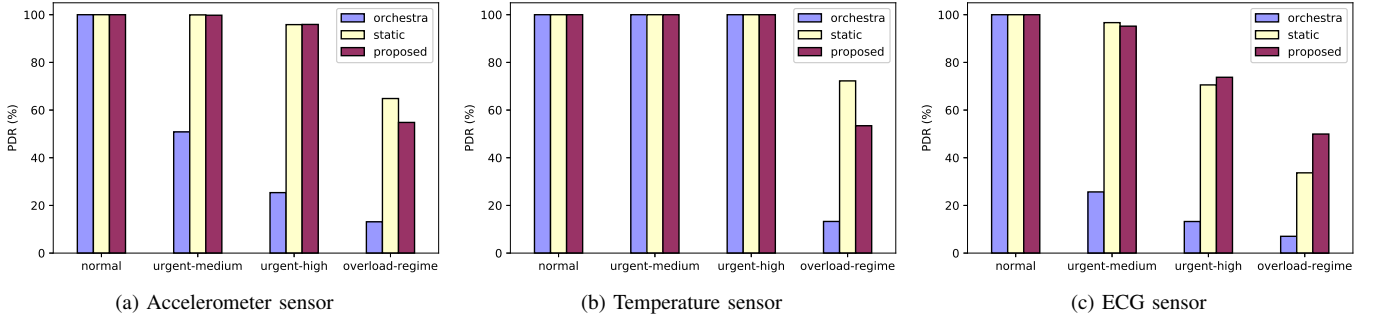 100
80
60
40
20
0
PDR (%)
orchestra
static
proposed
normal urgent-medium urgent-high overload-regime
(a) Accelerometer sensor
100
80
60
40
20
0
PDR (%)
orchestra
static
proposed
normal urgent-medium urgent-high overload-regime
(b) Temperature sensor
100
80
60
40
20
0
PDR (%)
orchestra
static
proposed
normal urgent-medium urgent-high overload-regime
(c) ECG sensor